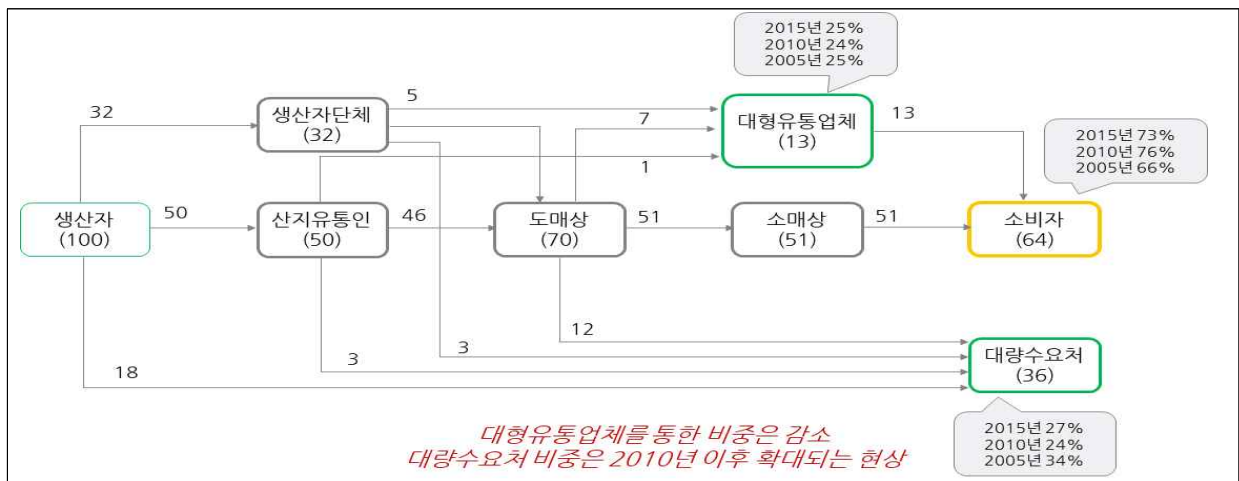 2015년 25%
2010년 24%
2005년 25%
32
생산자단체
(32)
5
7
1
대형유통업체
(13)
13
2015년 73%
2010년 76%
2005년 66%
생산자
(100)
50
산지유통인
(50)
46
도매상
(70)
51
소매상
(51)
51
소비자
(64)
12
3
3
18
대량수요처
(36)
2015년 27%
2010년 24%
2005년 34%
대형유통업체를 통한 비중은 감소
대량수요처 비중은 2010년 이후 확대되는 현상